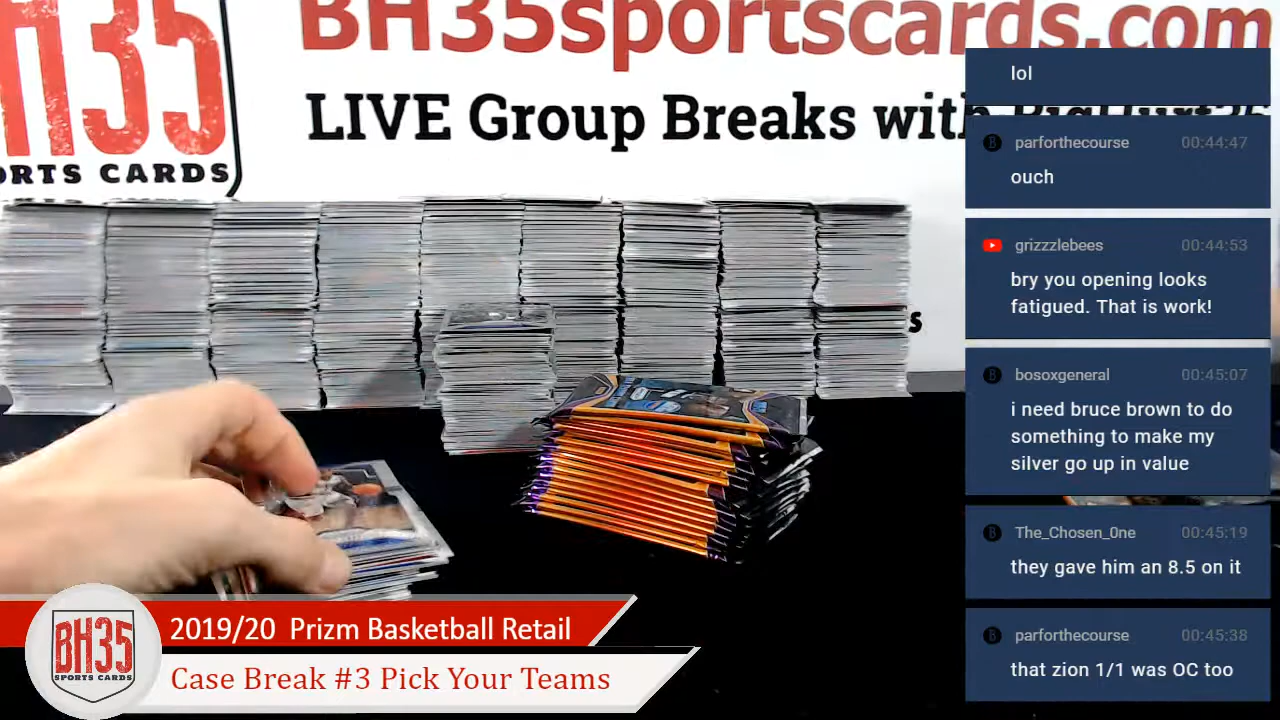 BH35sportscards.com
LIVE Group Breaks with
H35
ORTS CARDS
lol
parforthecourse 00:44:47
ouch
grizzzlebees 00:44:53
bry you opening looks
fatigued. That is work!
bosoxgeneral 00:45:07
i need bruce brown to do
something to make my
silver go up in value
The_Chosen_0ne 00:45:19
they gave him an 8.5 on it
parforthecourse 00:45:38
that zion 1/1 was OC too
BH35
SPORTS CARDS
2019/20 Prizm Basketball Retail
Case Break #3 Pick Your Teams